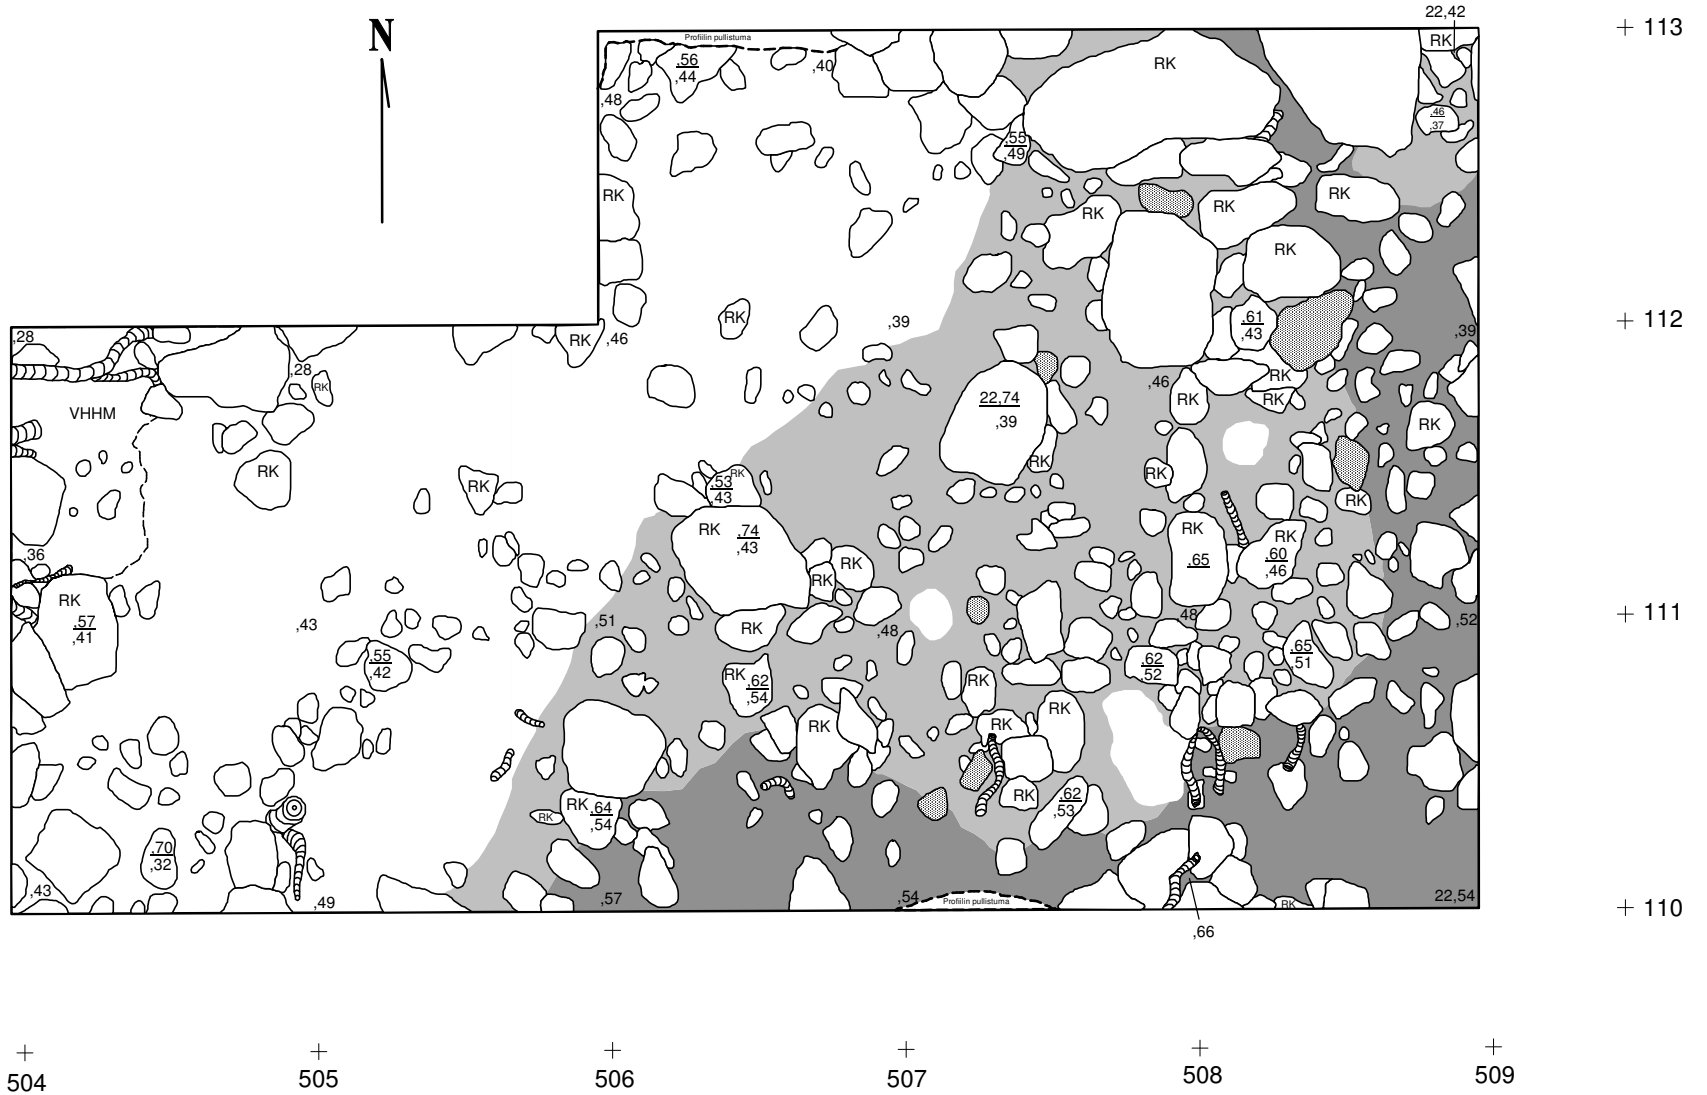 22,42
113
N
Profiilin pullistuma
RK
,56
,44
,40
RK
,48
,46
,37
,55
,49
RK
RK
RK
RK
RK
,28
RK
RK
,46
,39
,61
,43
,39
112
,28
RK
,46
RK
RK
RK
VHHM
22,74
,39
RK
RK
RK
RK
RK
RK
,53
,43
RK
RK
,74
,43
RK
RK
,60
,46
,65
,36
RK
RK
RK
,57
,41
,43
,51
RK
,48
,48
,52
111
,55
,42
RK
,62
,54
RK
,62
,52
,65
,51
RK
RK
RK
RK
,64
,54
RK
RK
,62
,53
,70
,32
,43
,49
,57
,54
Profiilin pullistuma
RK
22,54
110
,66
504
505
506
507
508
509